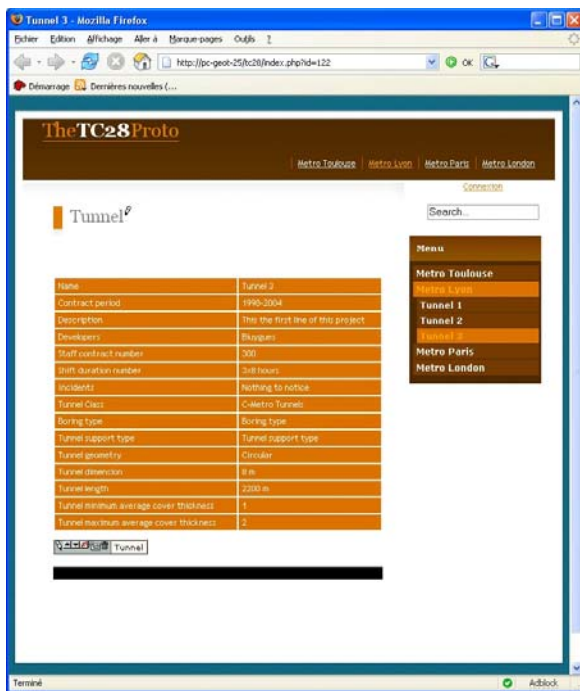 Tunnel 3 - Mozilla Firefox
Fichier Edition Affichage Aller à Marque-pages Outils ?
http://pc-geot-25/tc28/index.php?id=122 OK
Démarrage Dernières nouvelles (...
TheTC28Proto
Metro Toulouse Metro Lyon Metro Paris Metro London
Connexion
Tunnel
Search...
Menu
Metro Toulouse
Metro Lyon
Tunnel 1
Tunnel 2
Tunnel 3
Metro Paris
Metro London
Name Tunnel 3
Contract period 1990-2004
Description This the first line of this project
Developers
Staff contract number 300
Shift duration number 3x8 hours
Incidents Nothing to notice
Tunnel Class C-Metro Tunnels
Boring type Boring type
Tunnel support type Tunnel support type
Tunnel geometry Circular
Tunnel dimension 8 m
Tunnel length 2200 m
Tunnel minimum average cover thickness 1
Tunnel maximum average cover thickness 2
Tunnel
Terminé Adblock